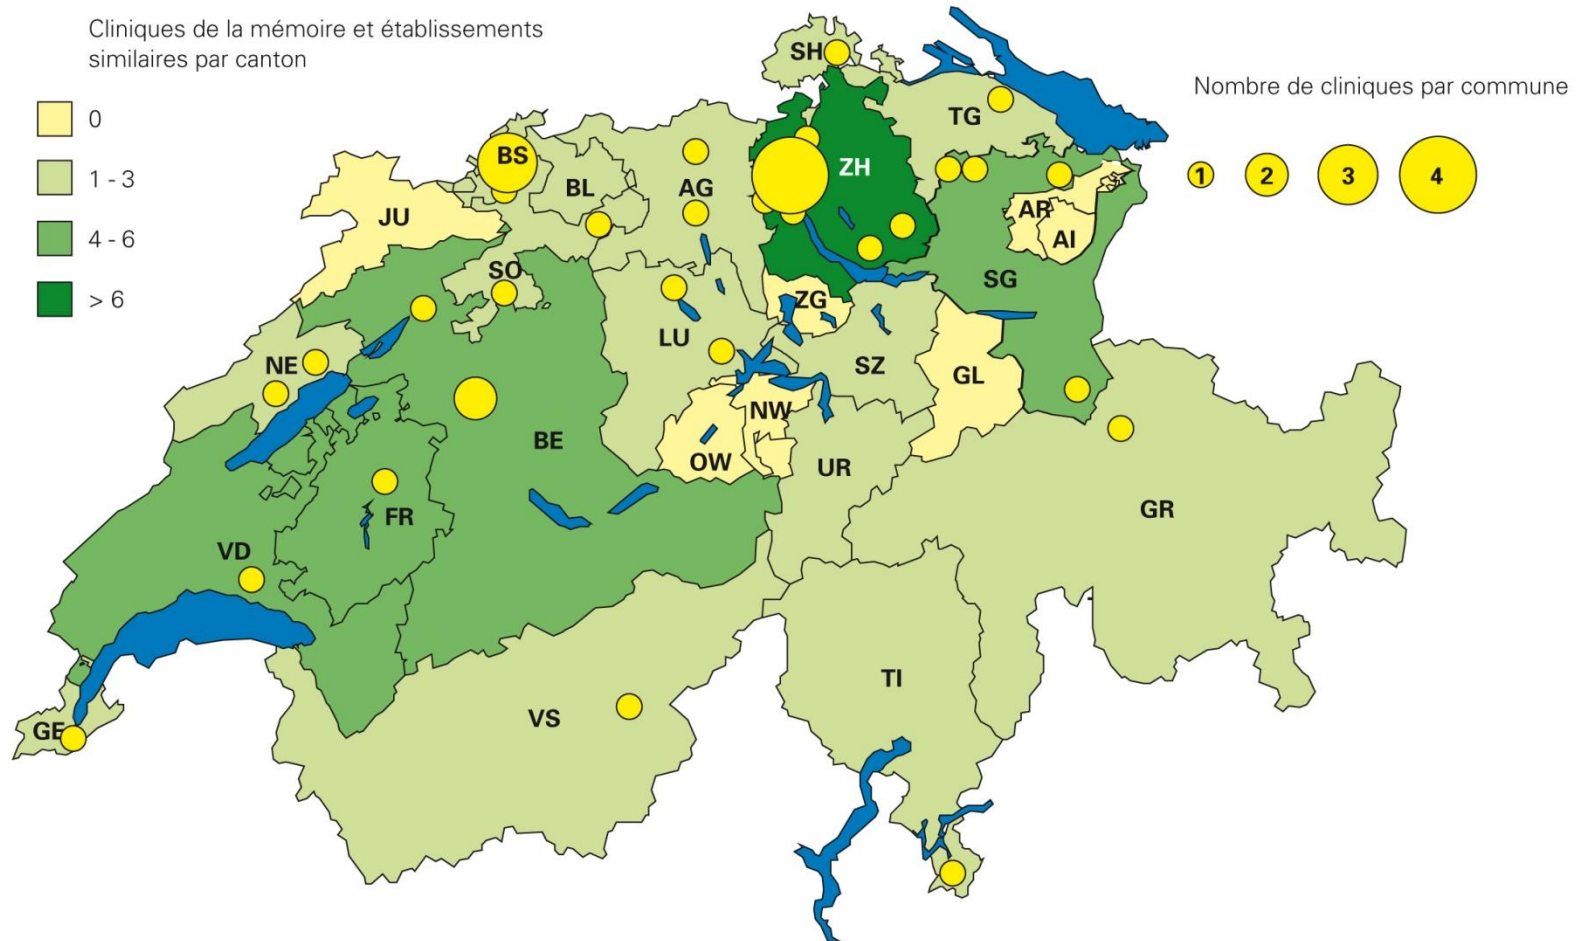 Cliniques de la mémoire et établissements
similaires par canton
0
1 - 3
4 - 6
> 6
Nombre de cliniques par commune
1 2 3 4
SH
TG
BS
ZH
BL
AG
JU
AR
AI
SO
SG
ZG
LU
NE
SZ
GL
NW
BE
OW
UR
FR
GR
VD
TI
VS
GE